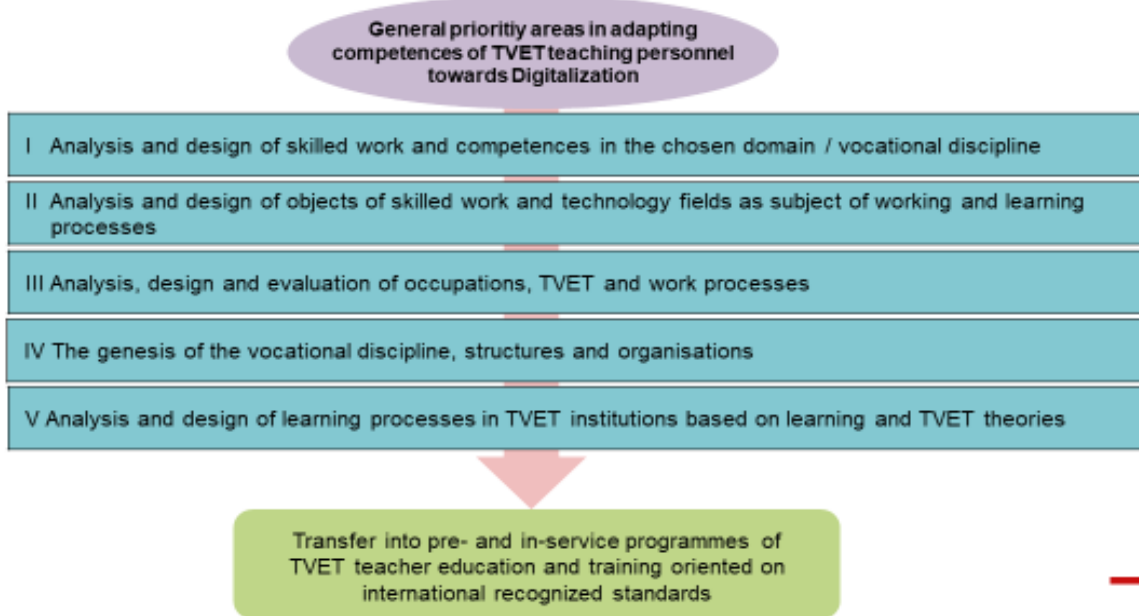 General prioritiy areas in adapting
competences of TVET teaching personnel
towards Digitalization
I Analysis and design of skilled work and competences in the chosen domain / vocational discipline
II Analysis and design of objects of skilled work and technology fields as subject of working and learning
processes
III Analysis, design and evaluation of occupations, TVET and work processes
IV The genesis of the vocational discipline, structures and organisations
V Analysis and design of learning processes in TVET institutions based on learning and TVET theories
Transfer into pre- and in-service programmes of
TVET teacher education and training oriented on
international recognized standards